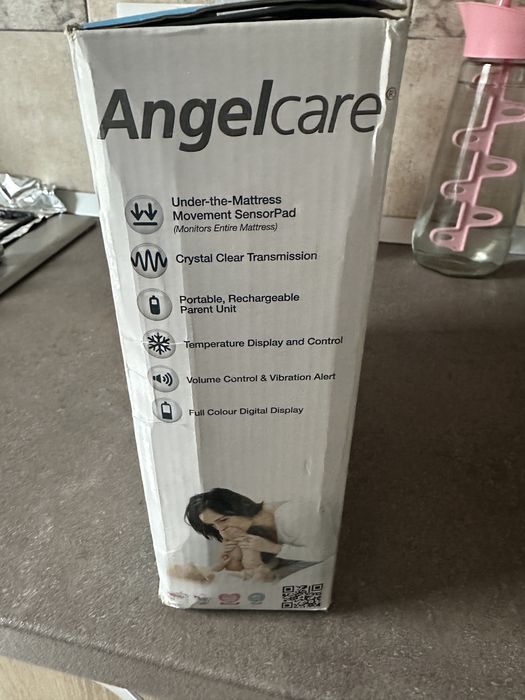 Angelcare®
Under-the-Mattress
Movement SensorPad
(Monitors Entire Mattress)
Crystal Clear Transmission
Portable, Rechargeable
Parent Unit
Temperature Display and Control
Volume Control & Vibration Alert
Full Colour Digital Display